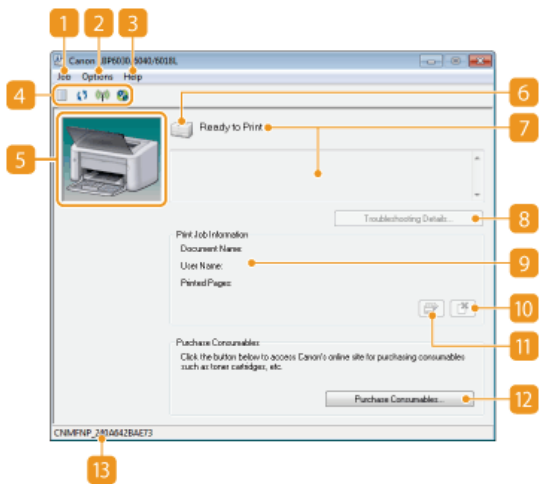 1 2 3
Canon LBP6030/6040/6018L
Job Options Help
4
5
6
Ready to Print
7
Troubleshooting Details...
8
Print Job Information
Document Name:
User Name:
9
Printed Pages:
10
11
Purchase Consumables
Click the button below to access Canon's online site for purchasing consumables
such as toner cartridges, etc.
Purchase Consumables...
12
CNMFNP_240A642BAE73
13